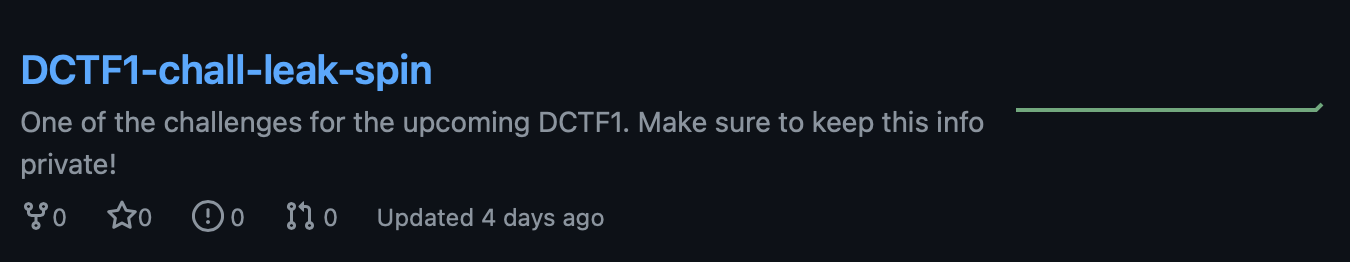 DCTF1-chall-leak-spin
One of the challenges for the upcoming DCTF1. Make sure to keep this info
private!
0 0 0 0 Updated 4 days ago